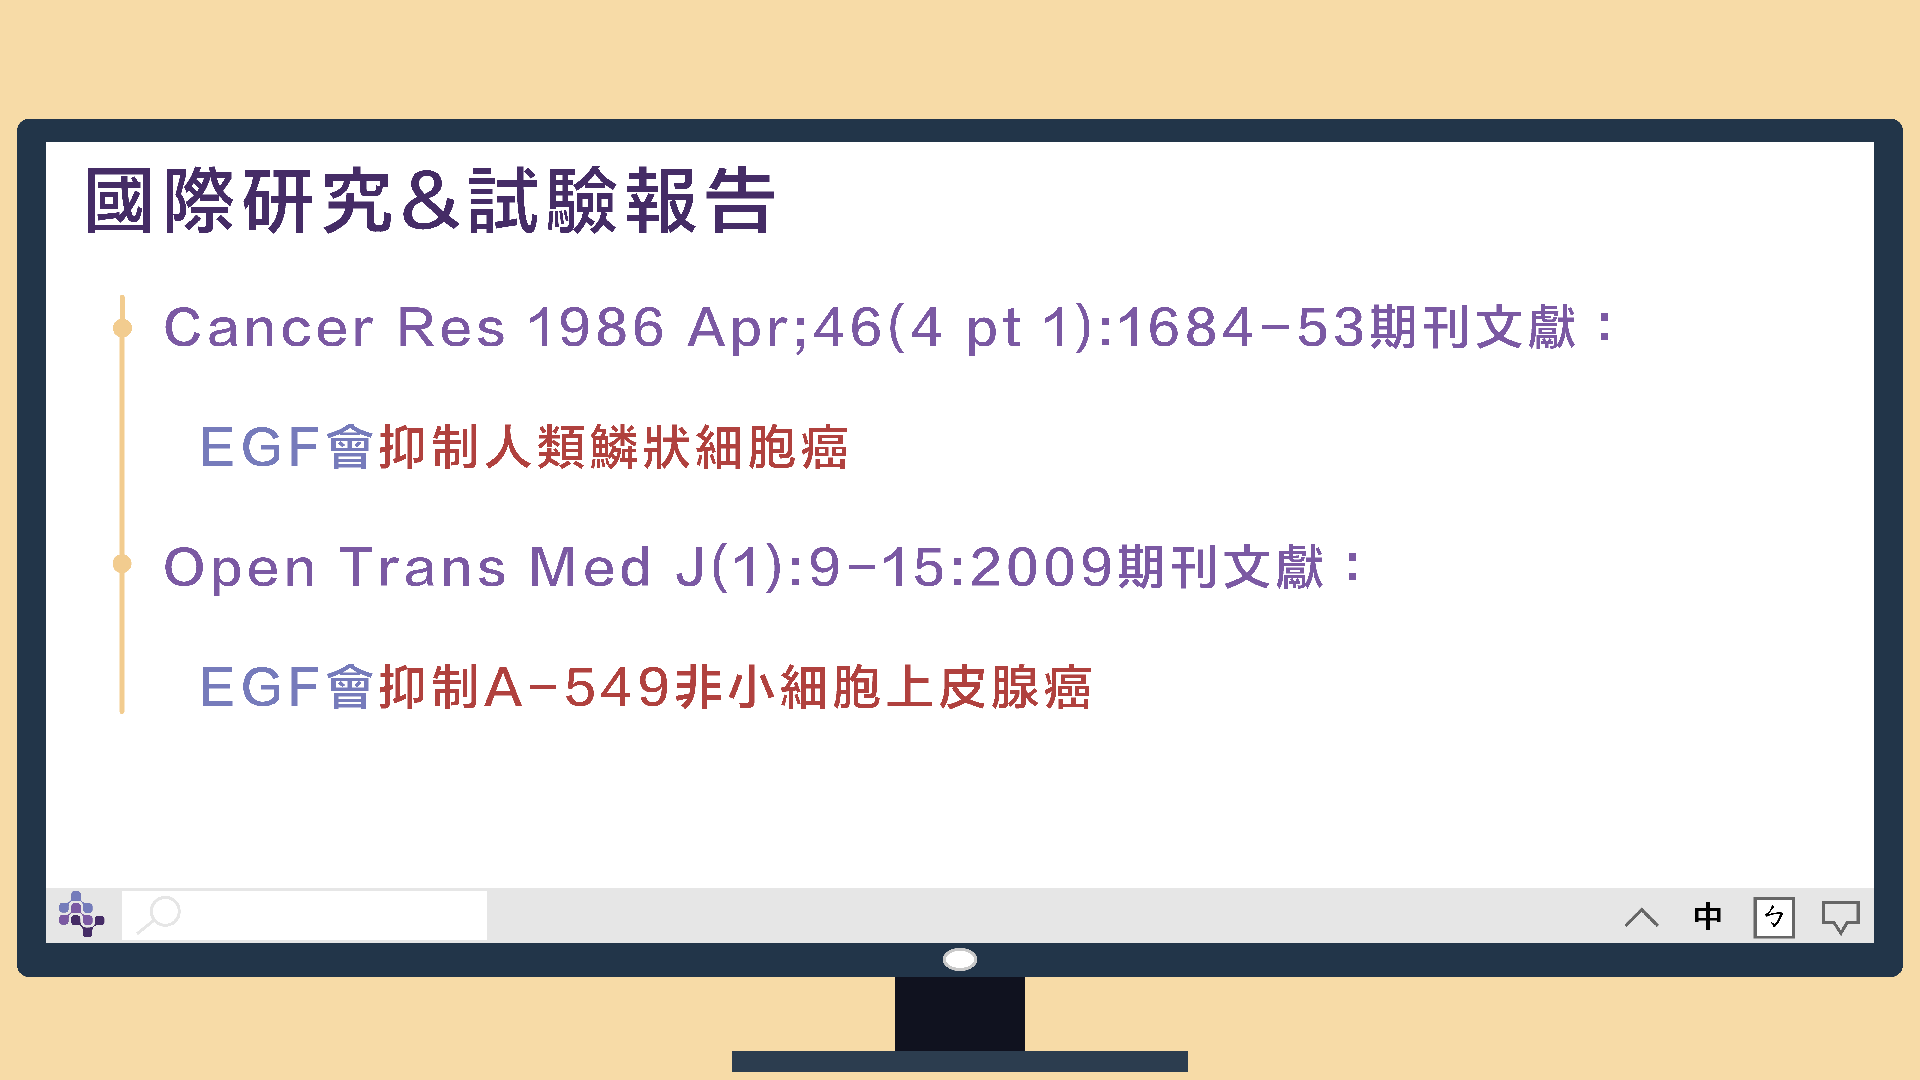 國際研究&試驗報告
Cancer Res 1986 Apr;46(4 pt 1):1684-53期刊文獻：
EGF會抑制人類鱗狀細胞癌
Open Trans Med J(1):9-15:2009期刊文獻：
EGF會抑制A-549非小細胞上皮腺癌
中 ㄅ